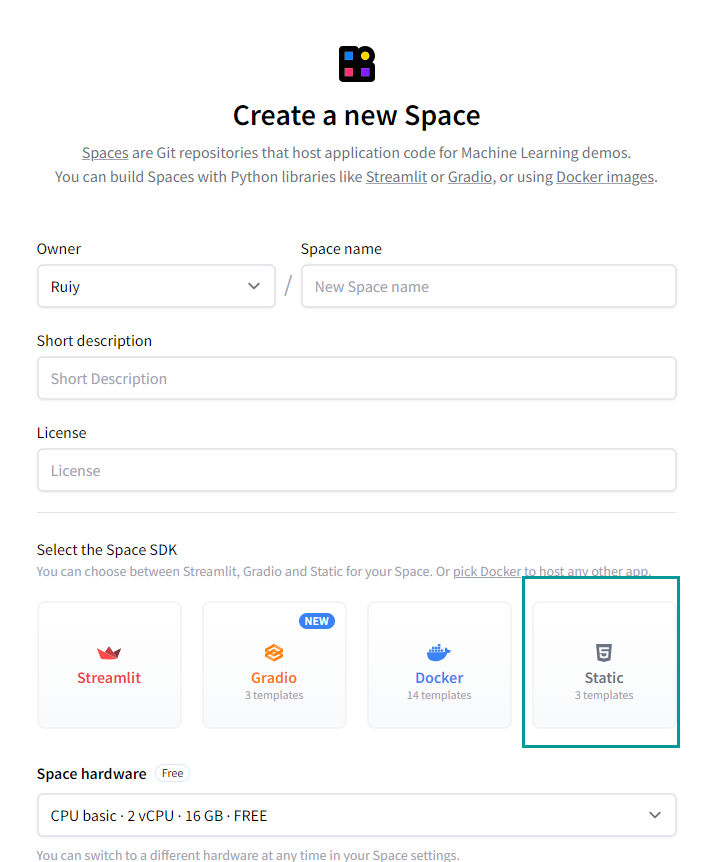 Create a new Space
Spaces are Git repositories that host application code for Machine Learning demos.
You can build Spaces with Python libraries like Streamlit or Gradio, or using Docker images.
Owner
Space name
Ruiy
/
New Space name
Short description
Short Description
License
License
Select the Space SDK
You can choose between Streamlit, Gradio and Static for your Space. Or pick Docker to host any other app.
Streamlit
NEW
Gradio
3 templates
Docker
14 templates
5
Static
3 templates
Space hardware Free
CPU basic · 2 vCPU · 16 GB · FREE
You can switch to a different hardware at any time in your Space settings.